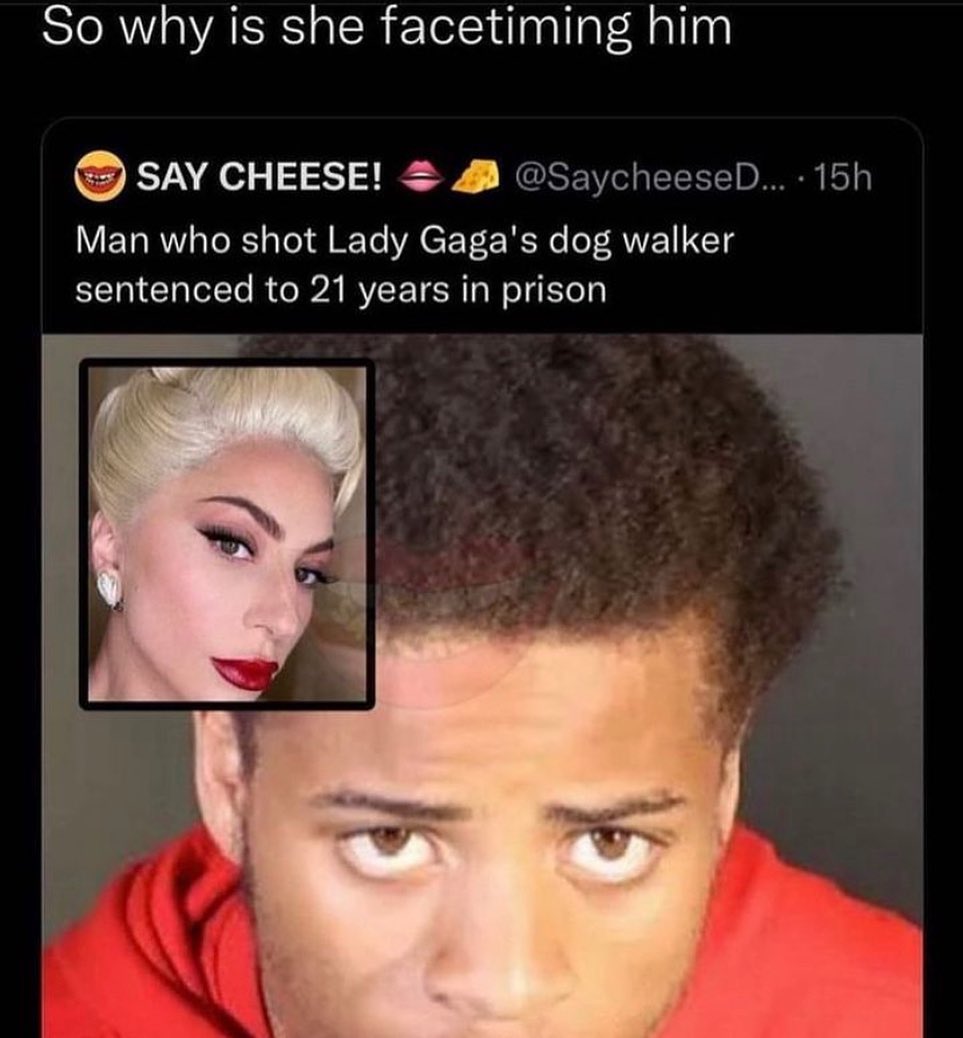 So why is she facetiming him
SAY CHEESE! 👄🧀 @SaycheeseD... · 15h
Man who shot Lady Gaga's dog walker
sentenced to 21 years in prison